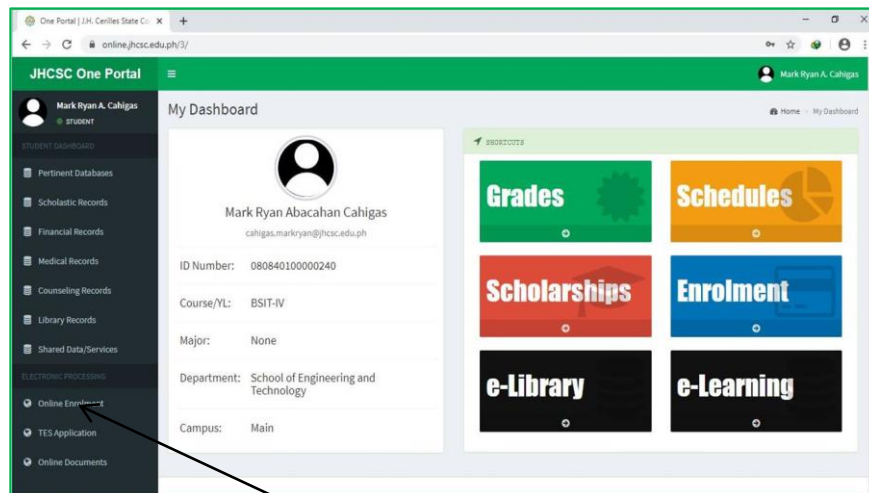 One Portal | J.H. Cerilles State Co
online.jhcsc.edu.ph/3/
JHCSC One Portal
Mark Ryan A. Cahigas
Mark Ryan A. Cahigas
STUDENT
STUDENT DASHBOARD
Pertinent Databases
Scholastic Records
Financial Records
Medical Records
Counseling Records
Library Records
Shared Data/Services
ELECTRONIC PROCESSING
Online Enrolment
TES Application
Online Documents
My Dashboard
Home
My Dashboard
Mark Ryan Abacahan Cahigas
cahigas.markryan@jhcsc.edu.ph
ID Number: 080840100000240
Course/YL: BSIT-IV
Major: None
Department: School of Engineering and
Technology
Campus: Main
SHORTCUTS
Grades
Schedules
Scholarships
Enrolment
e-Library
e-Learning